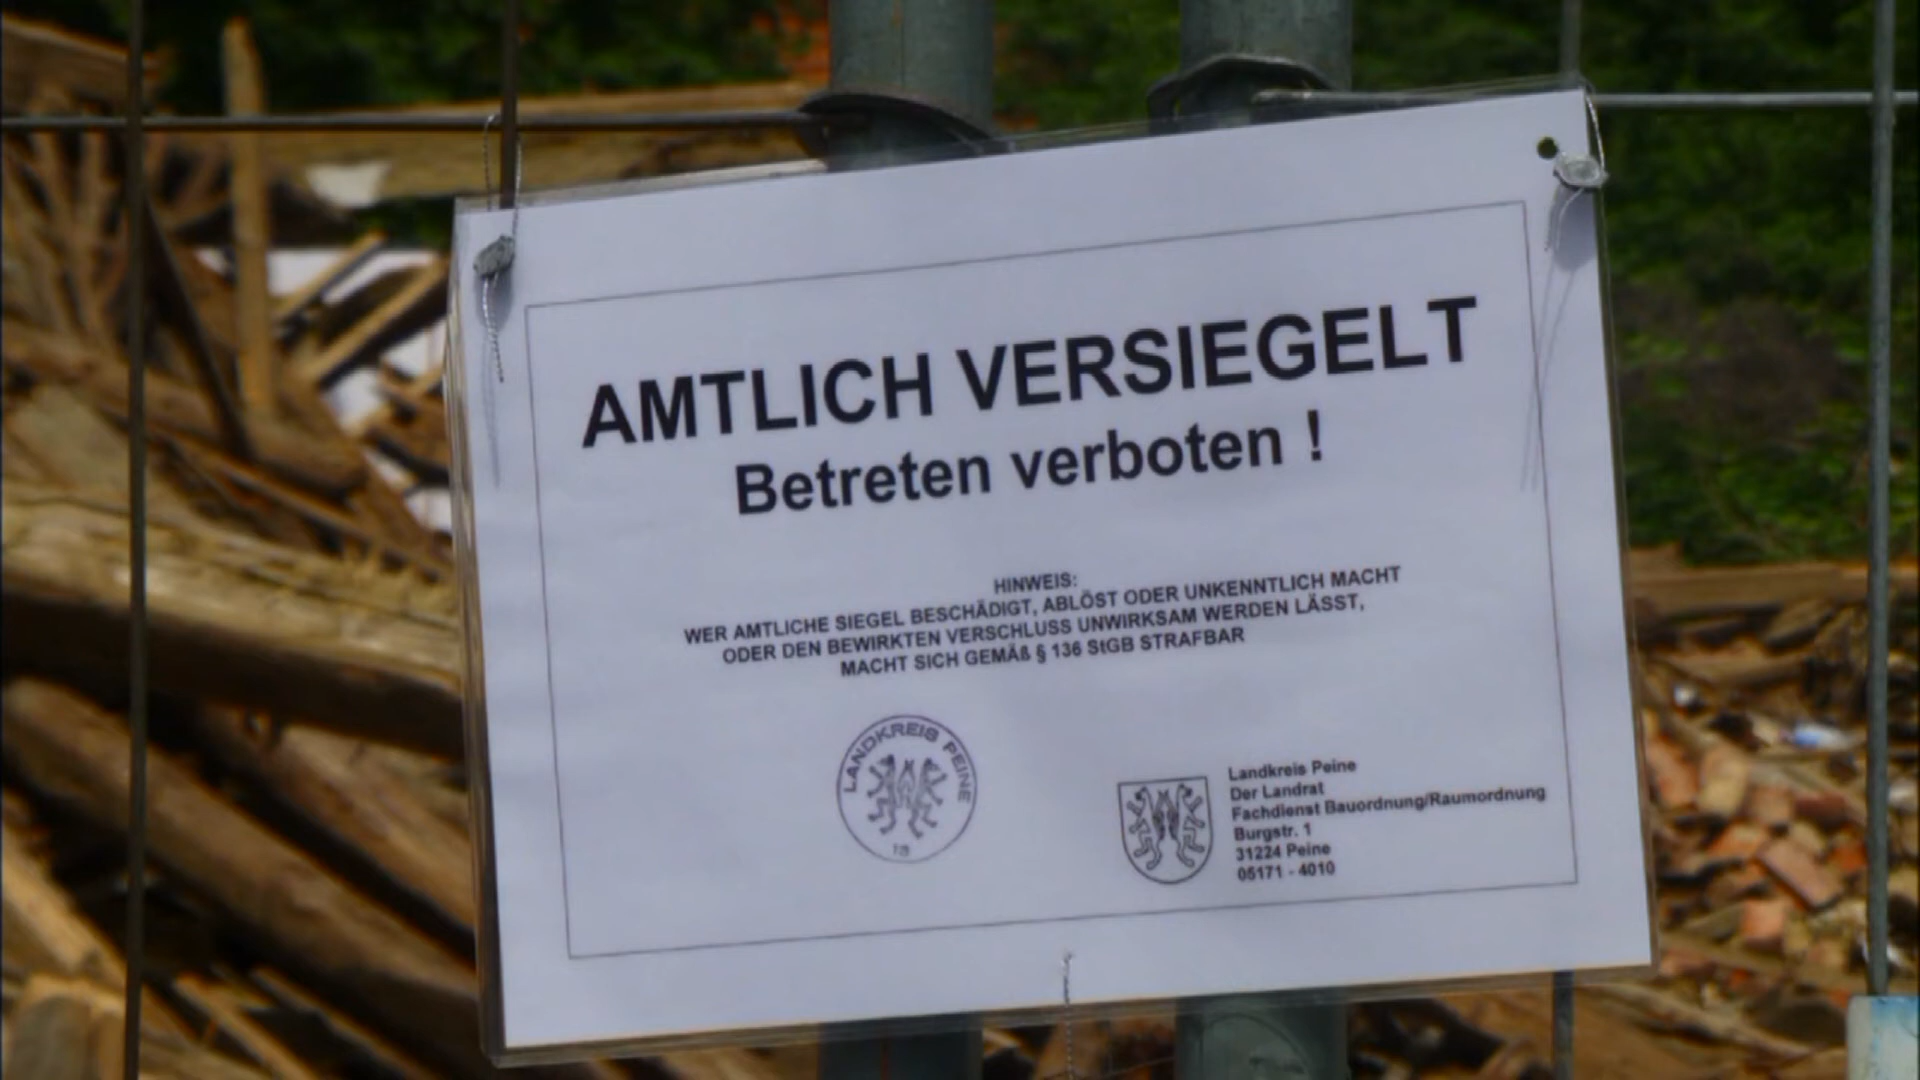 AMTLICH VERSIEGELT
Betreten verboten !
HINWEIS:
WER AMTLICHE SIEGEL BESCHÄDIGT, ABLÖST ODER UNKENNTLICH MACHT
ODER DEN BEWIRKTEN VERSCHLUSS UNWIRKSAM WERDEN LÄSST,
MACHT SICH GEMÄß § 136 StGB STRAFBAR
LANDKREIS PEINE
18
Landkreis Peine
Der Landrat
Fachdienst Bauordnung/Raumordnung
Burgstr. 1
31224 Peine
05171 - 4010